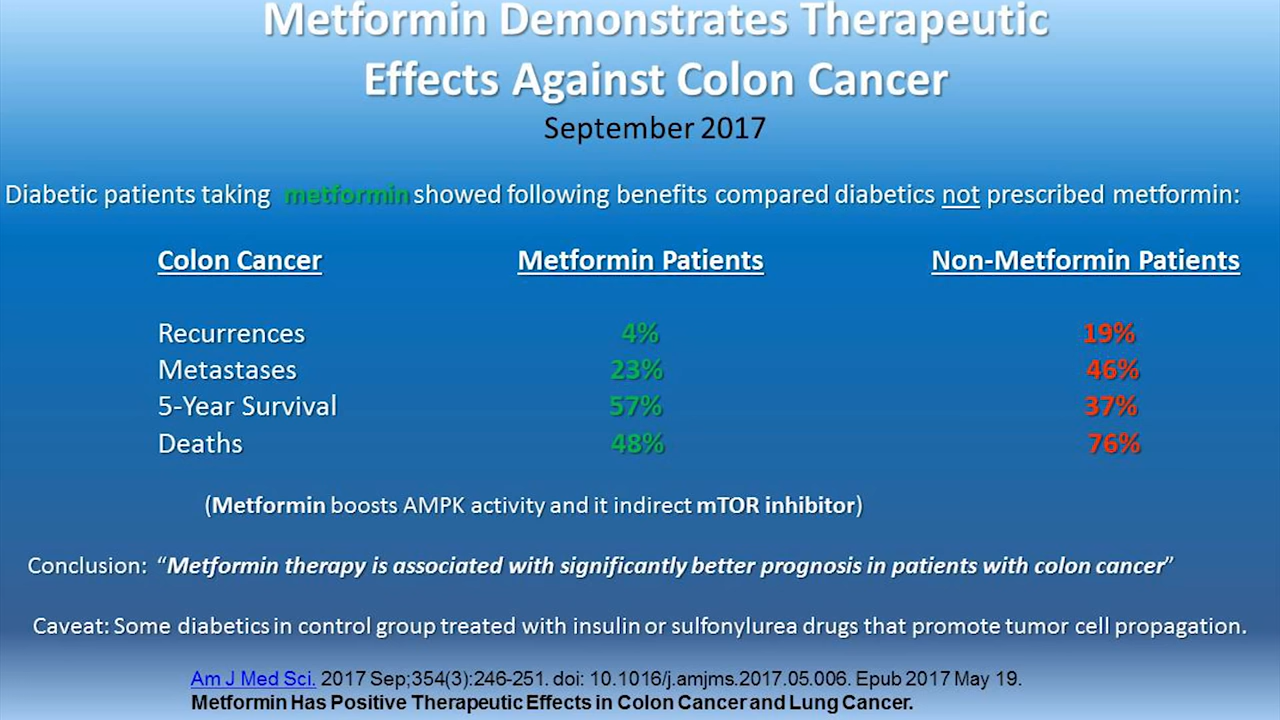 Metformin Demonstrates Therapeutic
Effects Against Colon Cancer
September 2017
Diabetic patients taking metformin showed following benefits compared diabetics not prescribed metformin:
Colon Cancer Metformin Patients Non-Metformin Patients
Recurrences 4% 19%
Metastases 23% 46%
5-Year Survival 57% 37%
Deaths 48% 76%
(Metformin boosts AMPK activity and it indirect mTOR inhibitor)
Conclusion: “Metformin therapy is associated with significantly better prognosis in patients with colon cancer”
Caveat: Some diabetics in control group treated with insulin or sulfonylurea drugs that promote tumor cell propagation.
Am J Med Sci. 2017 Sep;354(3):246-251. doi: 10.1016/j.amjms.2017.05.006. Epub 2017 May 19.
Metformin Has Positive Therapeutic Effects in Colon Cancer and Lung Cancer.